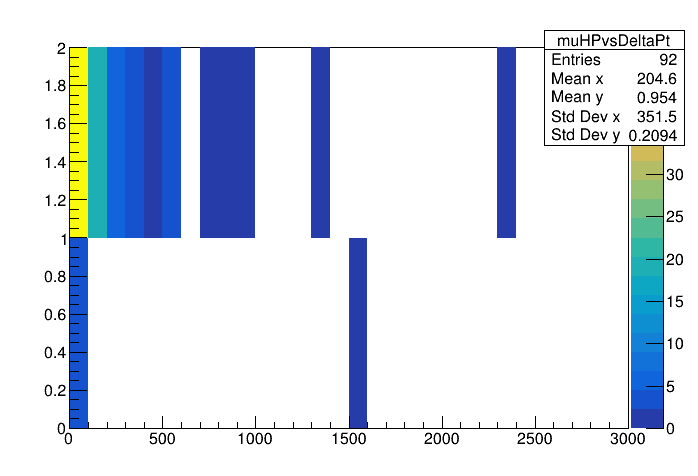 muHPvsDeltaPt
Entries 92
Mean x 204.6
Mean y 0.954
Std Dev x 351.5
Std Dev y 0.2094
2
1.8
1.6
1.4
1.2
1
0.8
0.6
0.4
0.2
0
0 500 1000 1500 2000 2500 3000
30
25
20
15
10
5
0